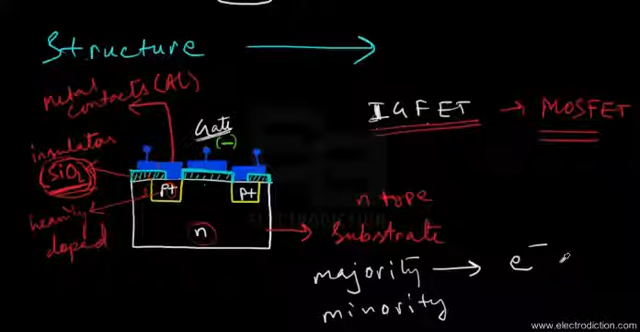 Structure
metal
contacts (Al)
Gate
(-)
IGFET → MOSFET
insulator
SiO2
p+
p+
heavily
doped
n
n type
Substrate
majority → e-
minority
www.electrodiction.com